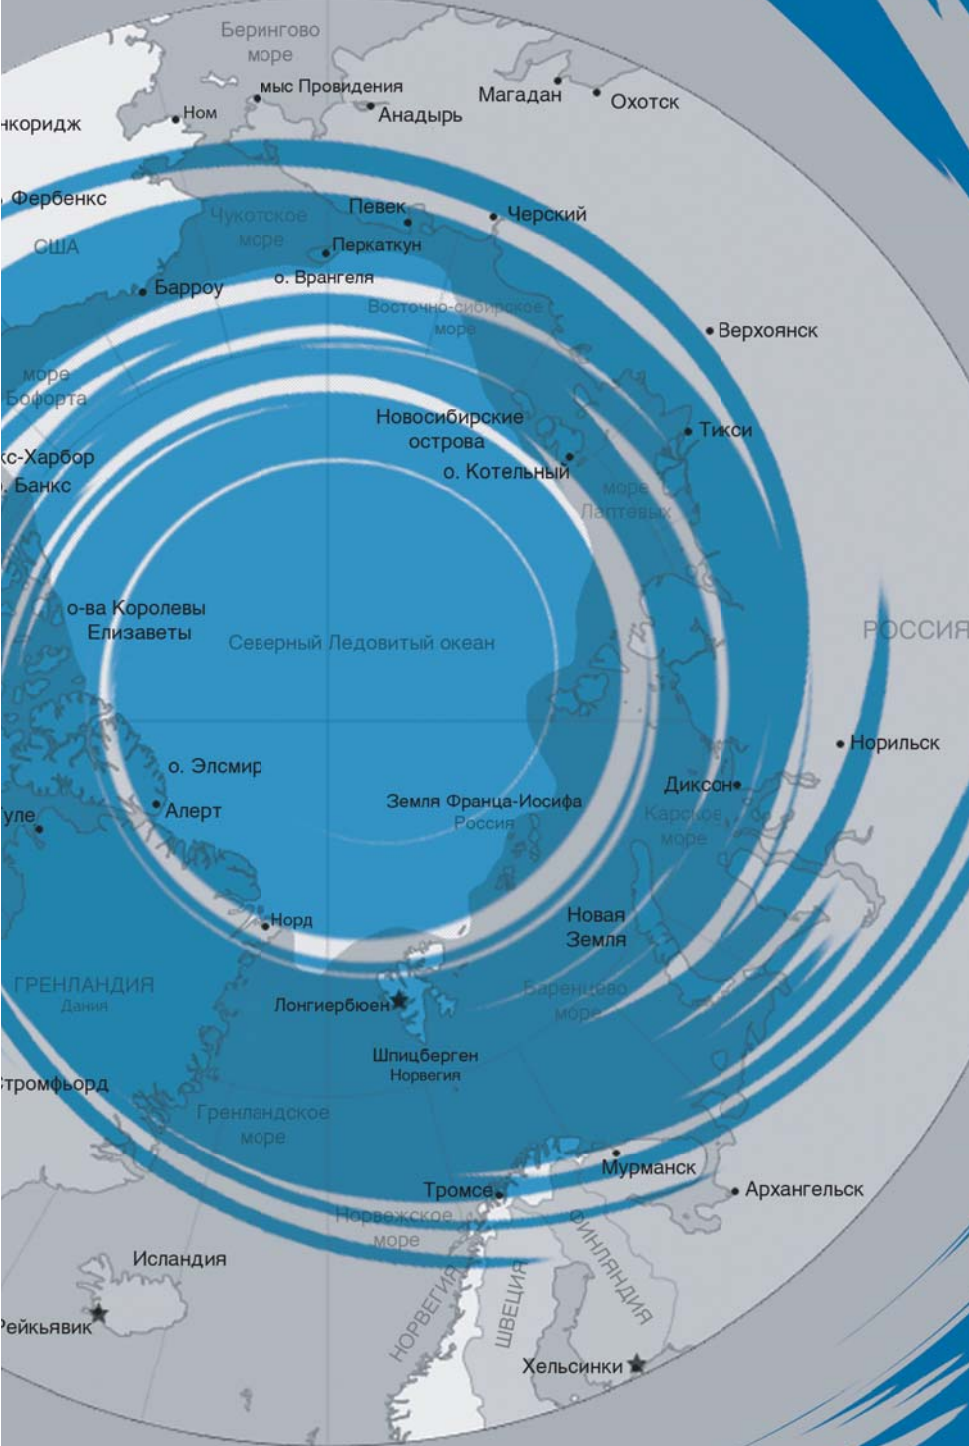 Берингово
море
мыс Провидения
Магадан
Охотск
Анадырь
Ном
нкоридж
Фербенкс
Певек
Черский
Чукотское
море
США
Перкаткун
о. Врангеля
Барроу
Восточно-сибирское
море
Верхоянск
море
Бофорта
Новосибирские
острова
Тикси
кс-Харбор
о. Котельный
о. Банкс
море
Лаптевых
о-ва Королевы
Елизаветы
Северный Ледовитый океан
РОССИЯ
Норильск
о. Элсмир
Диксон
Земля Франца-Иосифа
Россия
Алерт
уле
Карское
море
Норд
Новая
Земля
ГРЕНЛАНДИЯ
Дания
Баренцево
море
Лонгиербюен
Шпицберген
Норвегия
Стромфьорд
Гренландское
море
Мурманск
Тромсе
Архангельск
Норвежское
море
ФИНЛЯНДИЯ
Исландия
НОРВЕГИЯ
ШВЕЦИЯ
Рейкьявик
Хельсинки